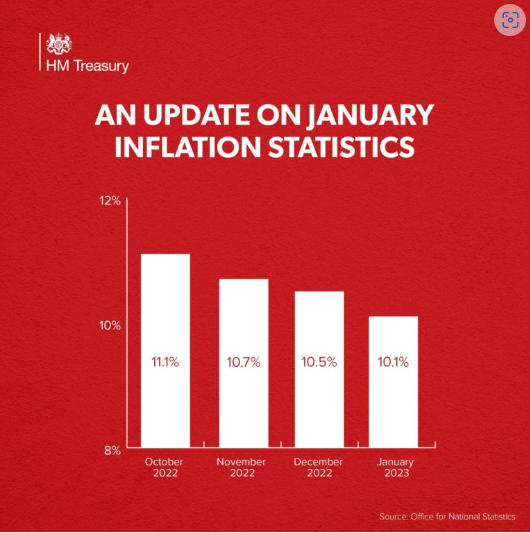 HM Treasury
AN UPDATE ON JANUARY
INFLATION STATISTICS
12%
10%
8%
11.1%
10.7%
10.5%
10.1%
October
2022
November
2022
December
2022
January
2023
Source: Office for National Statistics